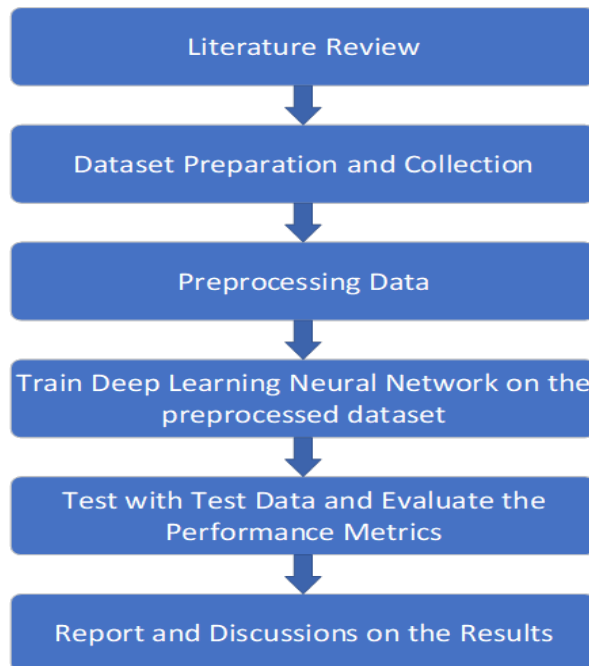 Literature Review
Dataset Preparation and Collection
Preprocessing Data
Train Deep Learning Neural Network on the
preprocessed dataset
Test with Test Data and Evaluate the
Performance Metrics
Report and Discussions on the Results